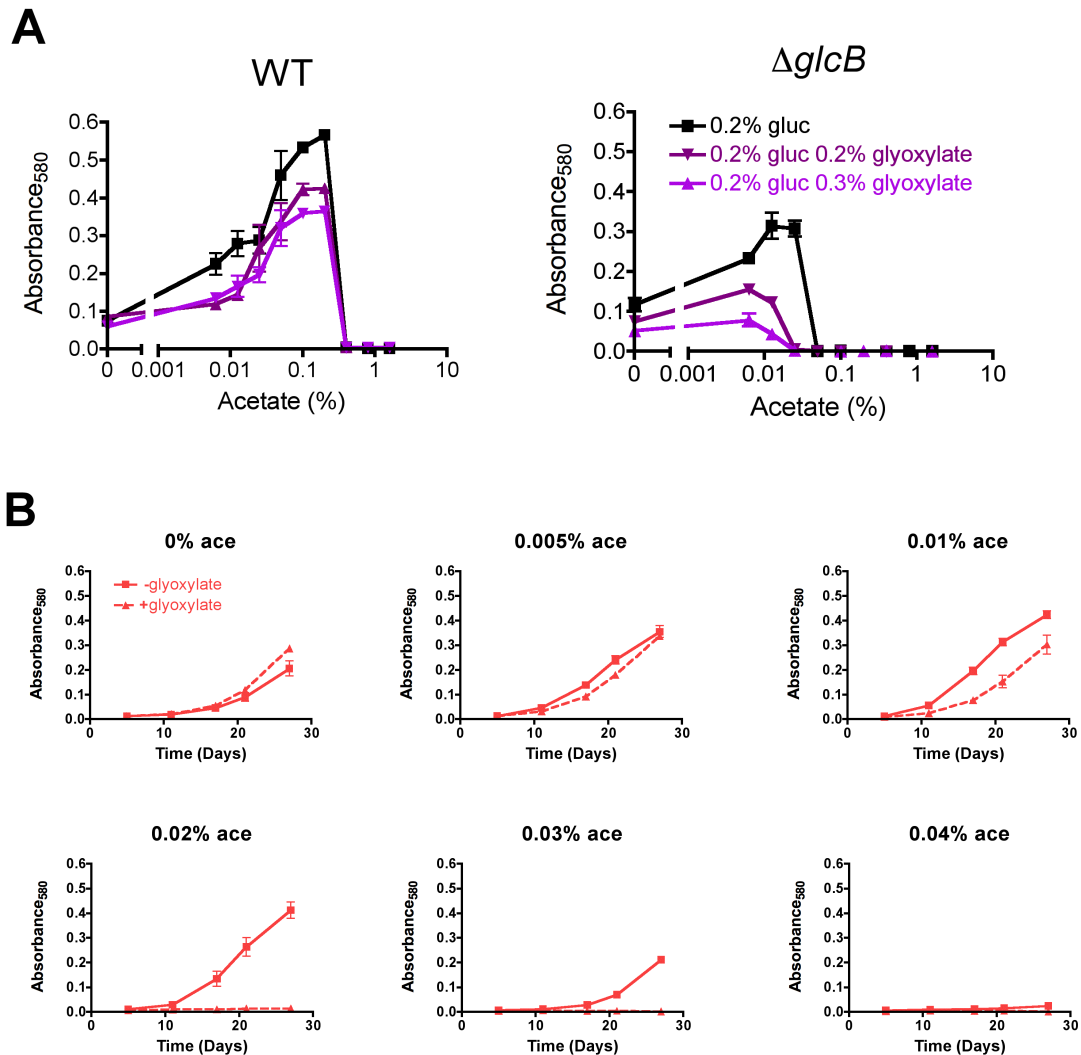 A
WT
ΔglcB
Absorbance580
0.6
0.5
0.4
0.3
0.2
0.1
0.0
0
0.001
0.01
0.1
1
10
Acetate (%)
Absorbance580
0.6
0.5
0.4
0.3
0.2
0.1
0.0
0
0.001
0.01
0.1
1
10
Acetate (%)
0.2% gluc
0.2% gluc 0.2% glyoxylate
0.2% gluc 0.3% glyoxylate
B
0% ace
Absorbance580
0.6
0.5
0.4
0.3
0.2
0.1
0.0
0 10 20 30
Time (Days)
-glyoxylate
+glyoxylate
0.005% ace
Absorbance580
0.6
0.5
0.4
0.3
0.2
0.1
0.0
0 10 20 30
Time (Days)
0.01% ace
Absorbance580
0.6
0.5
0.4
0.3
0.2
0.1
0.0
0 10 20 30
Time (Days)
0.02% ace
Absorbance580
0.6
0.5
0.4
0.3
0.2
0.1
0.0
0 10 20 30
Time (Days)
0.03% ace
Absorbance580
0.6
0.5
0.4
0.3
0.2
0.1
0.0
0 10 20 30
Time (Days)
0.04% ace
Absorbance580
0.6
0.5
0.4
0.3
0.2
0.1
0.0
0 10 20 30
Time (Days)